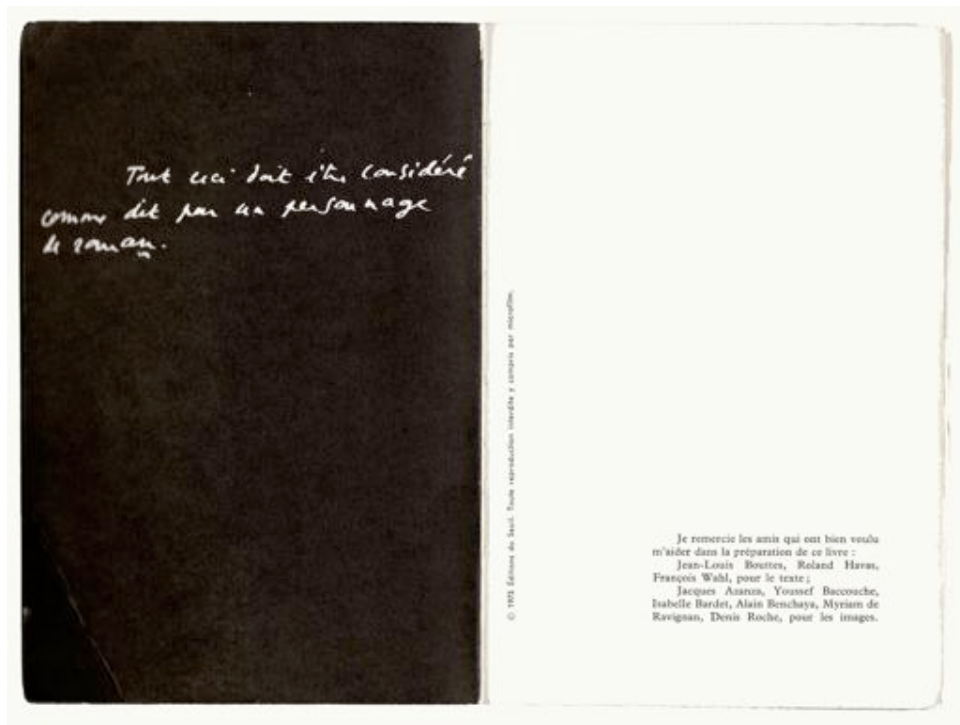 Tout ceci doit être considéré
comme dit par un personnage
de roman.
© 1975 Éditions du Seuil. Toute reproduction interdite y compris par microfilm.
Je remercie les amis qui ont bien voulu
m'aider dans la préparation de ce livre :
Jean-Louis Bouttes, Roland Havas,
François Wahl, pour le texte ;
Jacques Azanza, Youssef Baccouche,
Isabelle Bardet, Alain Benchaya, Myriam de
Ravignan, Denis Roche, pour les images.